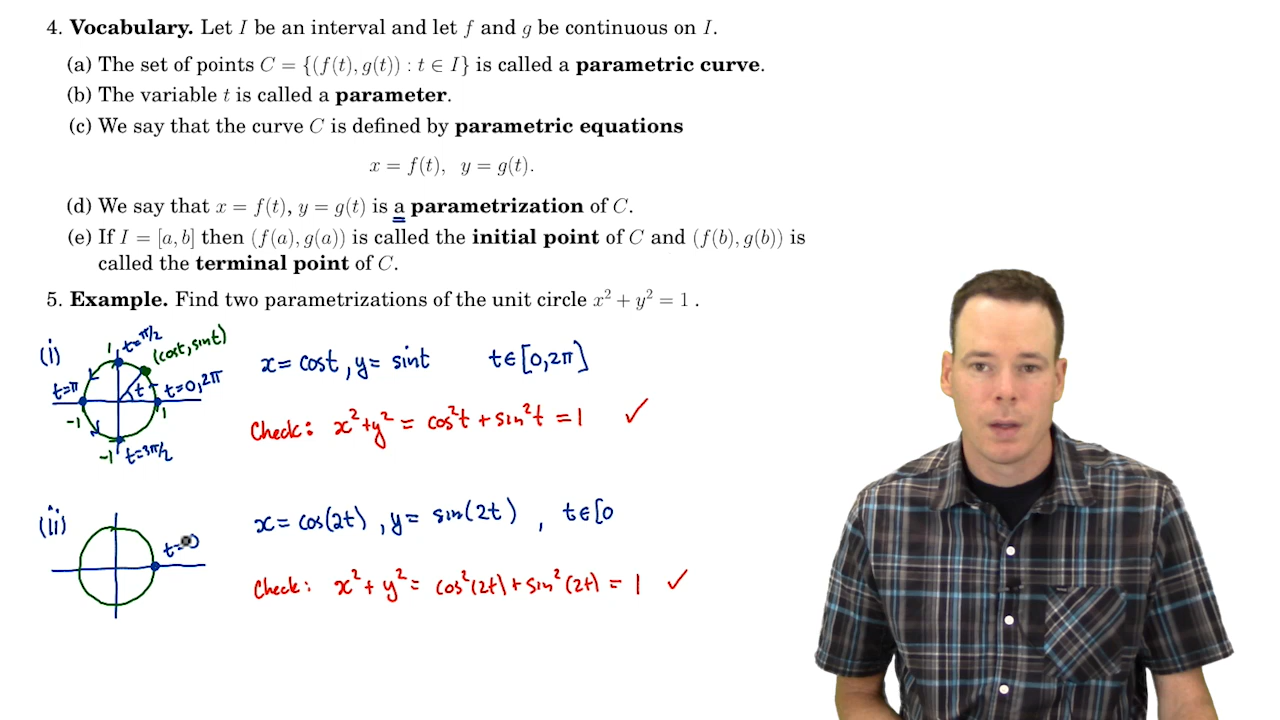 4. Vocabulary. Let I be an interval and let f and g be continuous on I.
(a) The set of points C = {(f(t), g(t)) : t ∈ I} is called a parametric curve.
(b) The variable t is called a parameter.
(c) We say that the curve C is defined by parametric equations
x = f(t), y = g(t).
(d) We say that x = f(t), y = g(t) is a parametrization of C.
(e) If I = [a, b] then (f(a), g(a)) is called the initial point of C and (f(b), g(b)) is
called the terminal point of C.
5. Example. Find two parametrizations of the unit circle x² + y² = 1 .
(i)
1
t=π/2
(cost, sint)
t=π
t
t=0,2π
-1
1
-1
t=3π/2
x = cost, y = sint t∈[0,2π]
Check: x²+y² = cos²t + sin²t = 1 ✓
(ii)
t=0
x = cos(2t), y = sin(2t), t∈[0
Check: x² + y² = cos²(2t) + sin²(2t) = 1 ✓